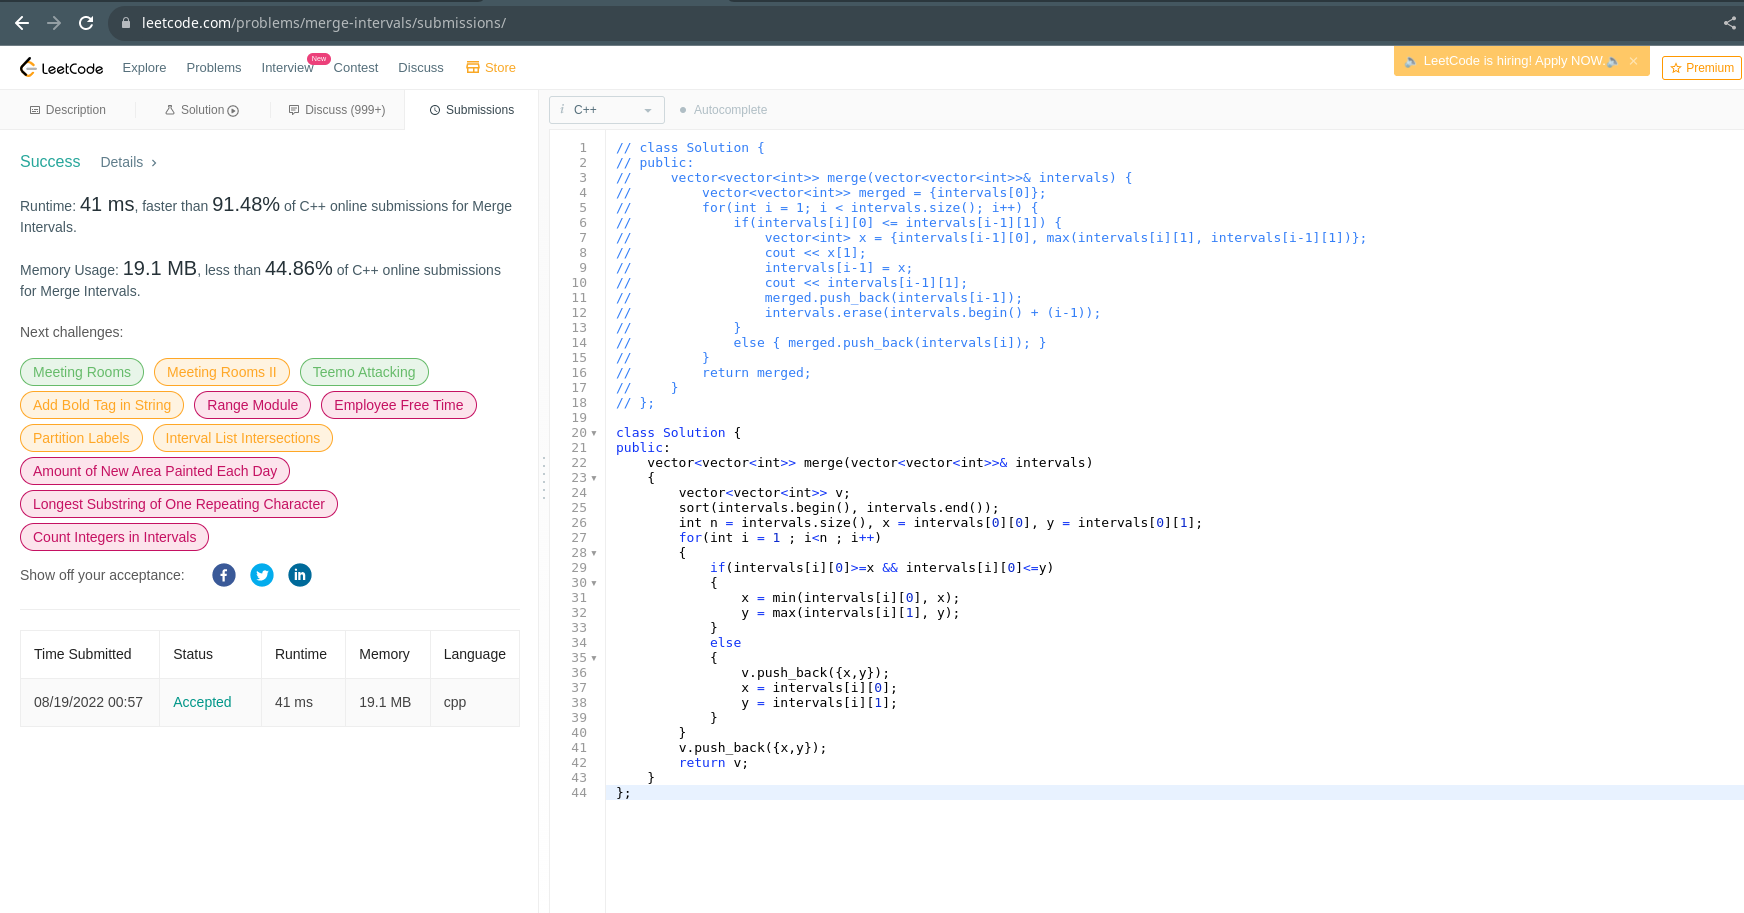 leetcode.com/problems/merge-intervals/submissions/
LeetCode Explore Problems Interview New Contest Discuss Store LeetCode is hiring! Apply NOW. × Premium
Description Solution Discuss (999+) Submissions i C++ Autocomplete
Success Details >
Runtime: 41 ms, faster than 91.48% of C++ online submissions for Merge
Intervals.
Memory Usage: 19.1 MB, less than 44.86% of C++ online submissions
for Merge Intervals.
Next challenges:
Meeting Rooms Meeting Rooms II Teemo Attacking
Add Bold Tag in String Range Module Employee Free Time
Partition Labels Interval List Intersections
Amount of New Area Painted Each Day
Longest Substring of One Repeating Character
Count Integers in Intervals
Show off your acceptance:
Time Submitted Status Runtime Memory Language
08/19/2022 00:57 Accepted 41 ms 19.1 MB cpp
1 // class Solution {
2 // public:
3 //     vector<vector<int>> merge(vector<vector<int>>& intervals) {
4 //         vector<vector<int>> merged = {intervals[0]};
5 //         for(int i = 1; i < intervals.size(); i++) {
6 //             if(intervals[i][0] <= intervals[i-1][1]) {
7 //                 vector<int> x = {intervals[i-1][0], max(intervals[i][1], intervals[i-1][1])};
8 //                 cout << x[1];
9 //                 intervals[i-1] = x;
10 //                 cout << intervals[i-1][1];
11 //                 merged.push_back(intervals[i-1]);
12 //                 intervals.erase(intervals.begin() + (i-1));
13 //             }
14 //             else { merged.push_back(intervals[i]); }
15 //         }
16 //         return merged;
17 //     }
18 // };
19
20 class Solution {
21 public:
22     vector<vector<int>> merge(vector<vector<int>>& intervals)
23     {
24         vector<vector<int>> v;
25         sort(intervals.begin(), intervals.end());
26         int n = intervals.size(), x = intervals[0][0], y = intervals[0][1];
27         for(int i = 1 ; i<n ; i++)
28         {
29             if(intervals[i][0]>=x && intervals[i][0]<=y)
30             {
31                 x = min(intervals[i][0], x);
32                 y = max(intervals[i][1], y);
33             }
34             else
35             {
36                 v.push_back({x,y});
37                 x = intervals[i][0];
38                 y = intervals[i][1];
39             }
40         }
41         v.push_back({x,y});
42         return v;
43     }
44 };